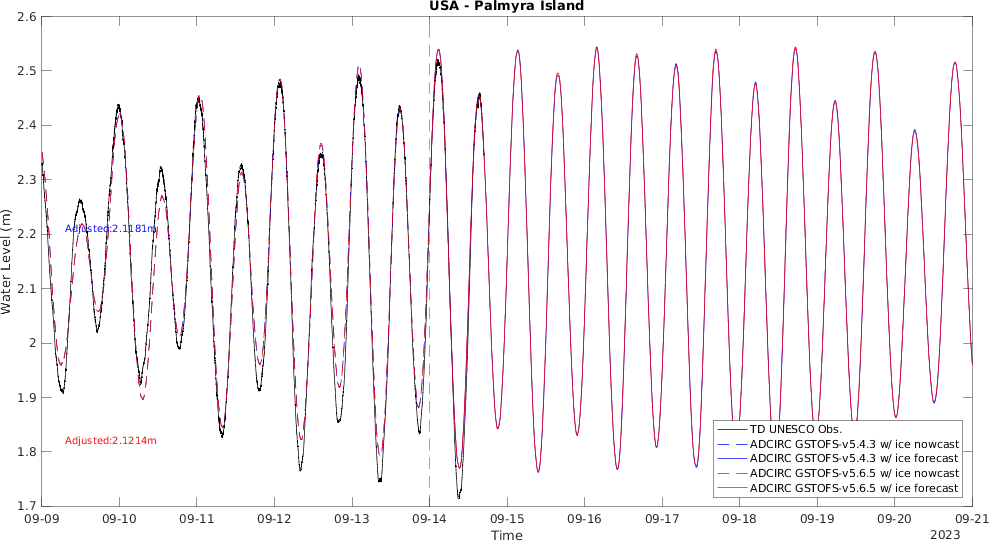 USA - Palmyra Island
Water Level (m)
2.6
2.5
2.4
2.3
2.2
2.1
2
1.9
1.8
1.7
Adjusted:2.1181m
Adjusted:2.1214m
TD UNESCO Obs.
ADCIRC GSTOFS-v5.4.3 w/ ice nowcast
ADCIRC GSTOFS-v5.4.3 w/ ice forecast
ADCIRC GSTOFS-v5.6.5 w/ ice nowcast
ADCIRC GSTOFS-v5.6.5 w/ ice forecast
09-09 09-10 09-11 09-12 09-13 09-14 09-15 09-16 09-17 09-18 09-19 09-20 09-21
Time
2023